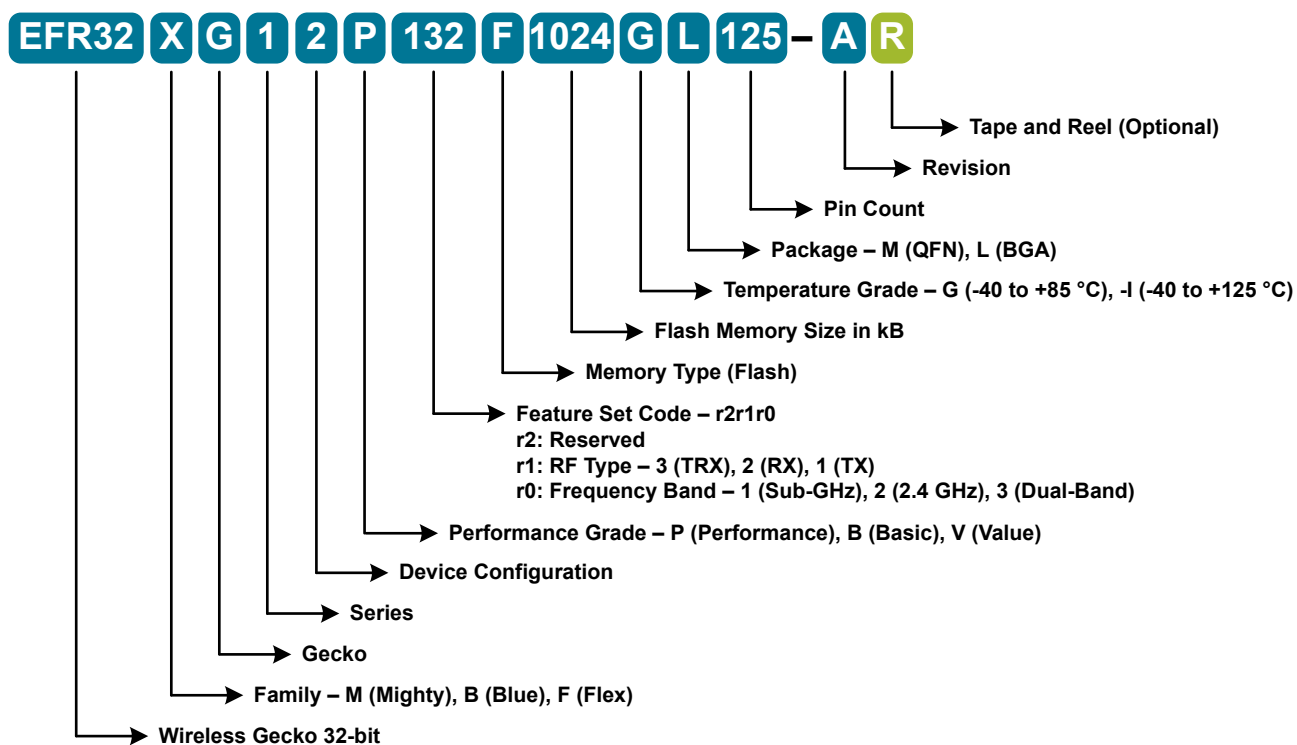 EFR32 X G 1 2 P 132 F 1024 G L 125 – A R
Tape and Reel (Optional)
Revision
Pin Count
Package – M (QFN), L (BGA)
Temperature Grade – G (-40 to +85 °C), -I (-40 to +125 °C)
Flash Memory Size in kB
Memory Type (Flash)
Feature Set Code – r2r1r0
r2: Reserved
r1: RF Type – 3 (TRX), 2 (RX), 1 (TX)
r0: Frequency Band – 1 (Sub-GHz), 2 (2.4 GHz), 3 (Dual-Band)
Performance Grade – P (Performance), B (Basic), V (Value)
Device Configuration
Series
Gecko
Family – M (Mighty), B (Blue), F (Flex)
Wireless Gecko 32-bit